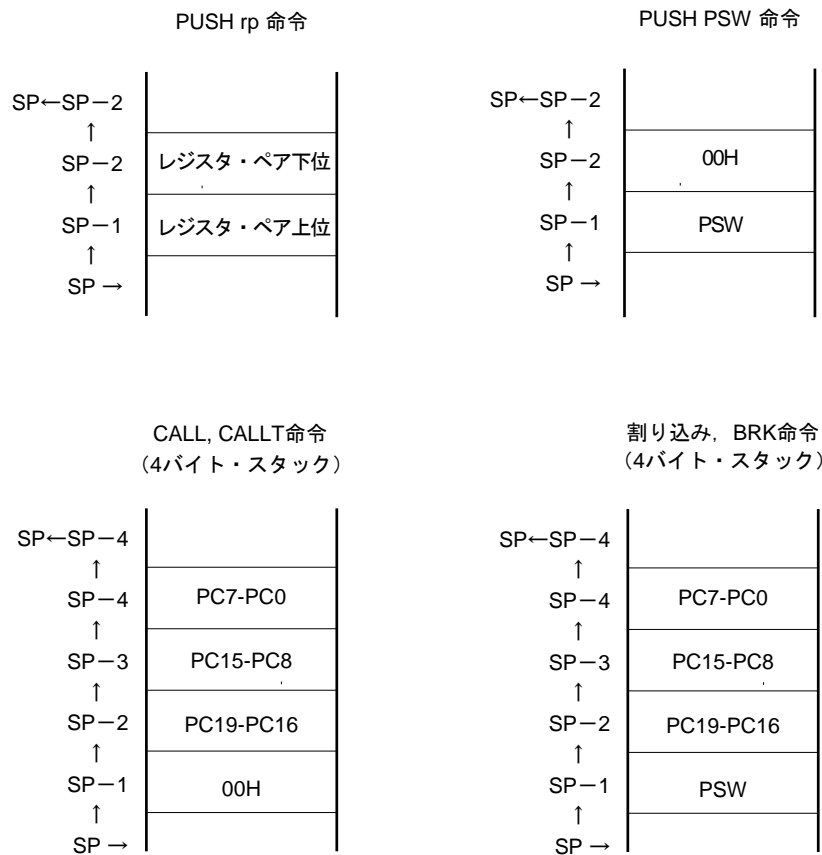 PUSH rp 命令
SP←SP－2
↑
SP－2 レジスタ・ペア下位
↑
SP－1 レジスタ・ペア上位
↑
SP →
PUSH PSW 命令
SP←SP－2
↑
SP－2 00H
↑
SP－1 PSW
↑
SP →
CALL, CALLT命令
（4バイト・スタック）
SP←SP－4
↑
SP－4 PC7-PC0
↑
SP－3 PC15-PC8
↑
SP－2 PC19-PC16
↑
SP－1 00H
↑
SP →
割り込み，BRK命令
（4バイト・スタック）
SP←SP－4
↑
SP－4 PC7-PC0
↑
SP－3 PC15-PC8
↑
SP－2 PC19-PC16
↑
SP－1 PSW
↑
SP →